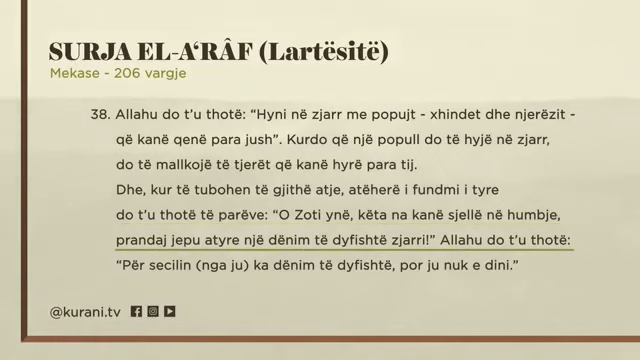 SURJA EL-A‘RÂF (Lartësitë)
Mekase - 206 vargje
38. Allahu do t’u thotë: “Hyni në zjarr me popujt - xhindet dhe njerëzit -
që kanë qenë para jush”. Kurdo që një popull do të hyjë në zjarr,
do të mallkojë të tjerët që kanë hyrë para tij.
Dhe, kur të tubohen të gjithë atje, atëherë i fundmi i tyre
do t’u thotë të parëve: “O Zoti ynë, këta na kanë sjellë në humbje,
prandaj jepu atyre një dënim të dyfishtë zjarri!” Allahu do t’u thotë:
“Për secilin (nga ju) ka dënim të dyfishtë, por ju nuk e dini.”
@kurani.tv